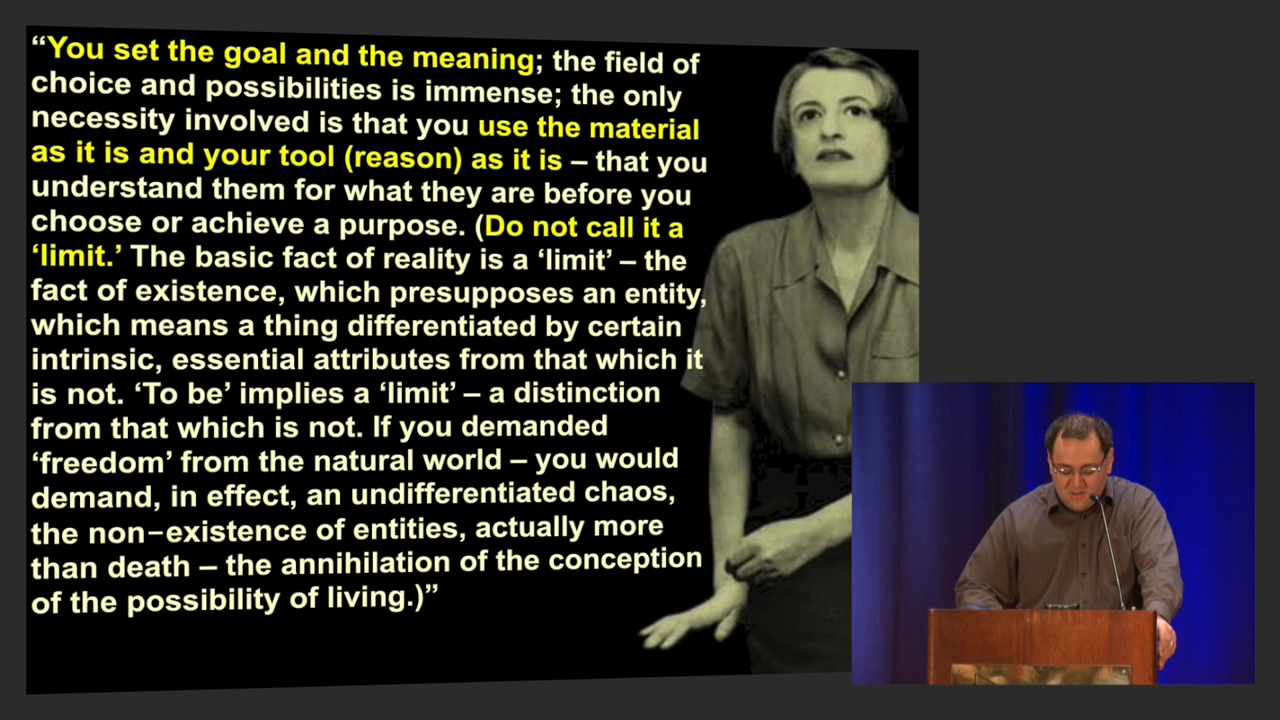 “You set the goal and the meaning; the field of
choice and possibilities is immense; the only
necessity involved is that you use the material
as it is and your tool (reason) as it is – that you
understand them for what they are before you
choose or achieve a purpose. (Do not call it a
‘limit.’ The basic fact of reality is a ‘limit’ – the
fact of existence, which presupposes an entity,
which means a thing differentiated by certain
intrinsic, essential attributes from that which it
is not. ‘To be’ implies a ‘limit’ – a distinction
from that which is not. If you demanded
‘freedom’ from the natural world – you would
demand, in effect, an undifferentiated chaos,
the non–existence of entities, actually more
than death – the annihilation of the conception
of the possibility of living.)”